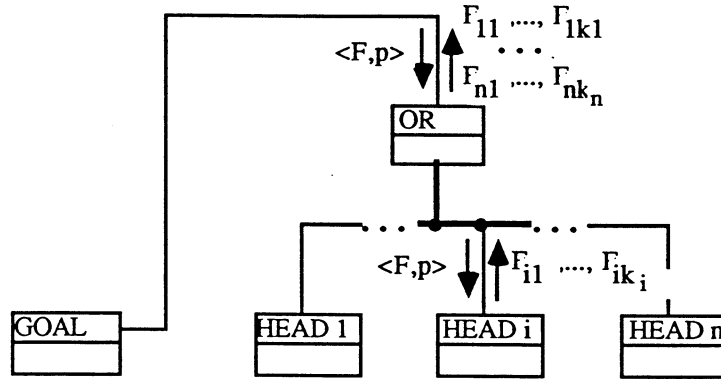 F11 ,..., F1k1
<F,p> . . .
Fn1 ,..., Fnkn
OR
. . . . . .
<F,p> Fi1 ,..., Fiki
GOAL HEAD 1 HEAD i HEAD n